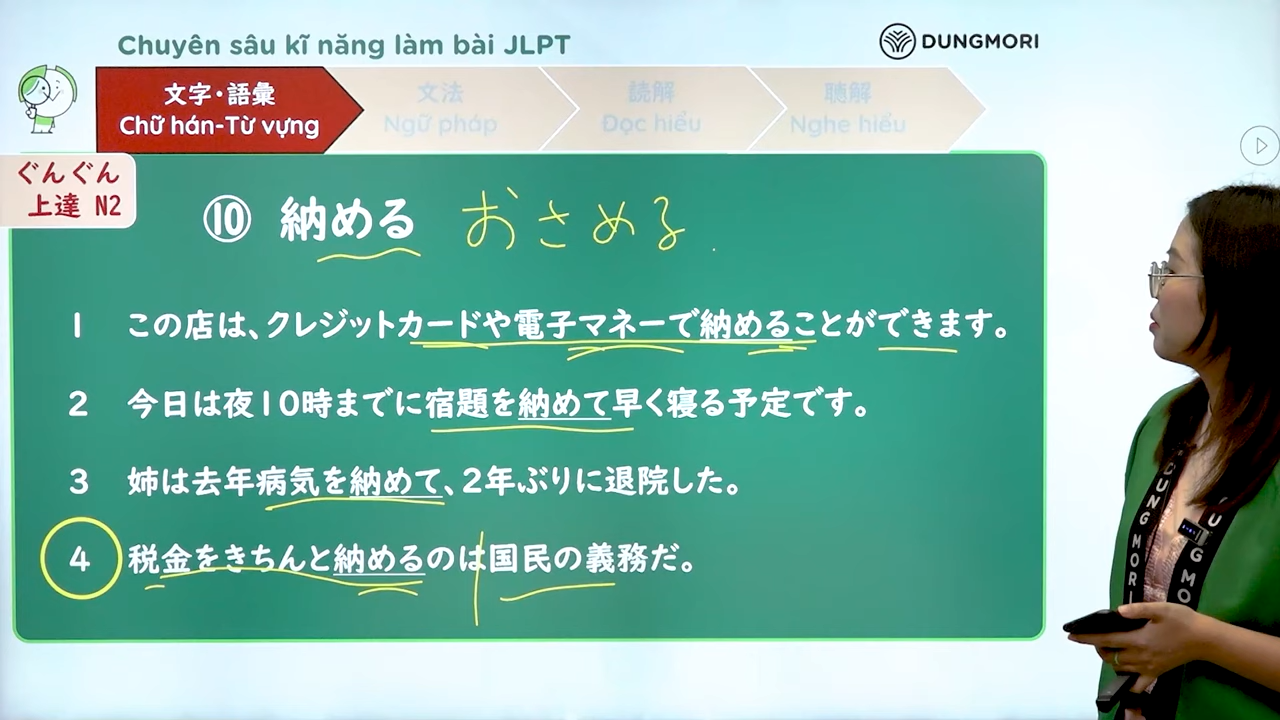 Chuyên sâu kĩ năng làm bài JLPT
DUNGMORI
文字・語彙
Chữ hán-Từ vựng
文法
Ngữ pháp
読解
Đọc hiểu
聴解
Nghe hiểu
ぐんぐん
上達 N2
⑩ 納める おさめる
1 この店は、クレジットカードや電子マネーで納めることができます。
2 今日は夜10時までに宿題を納めて早く寝る予定です。
3 姉は去年病気を納めて、2年ぶりに退院した。
4 税金をきちんと納めるのは国民の義務だ。
DUNGMORI